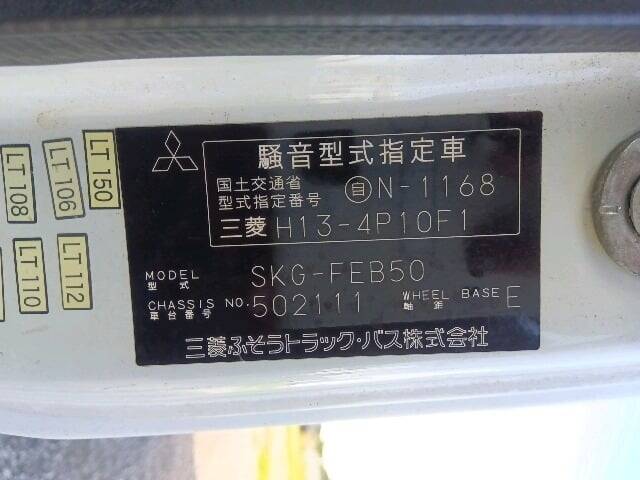 LT 108
LT 106
LT 150
LT 110
LT 112
騒音型式指定車
国土交通省
型式指定番号 自 N-1168
三菱 H13-4P10F1
MODEL SKG-FEB50
型式
CHASSIS NO. 502111 WHEEL BASE E
車台番号 軸距
三菱ふそうトラック・バス株式会社